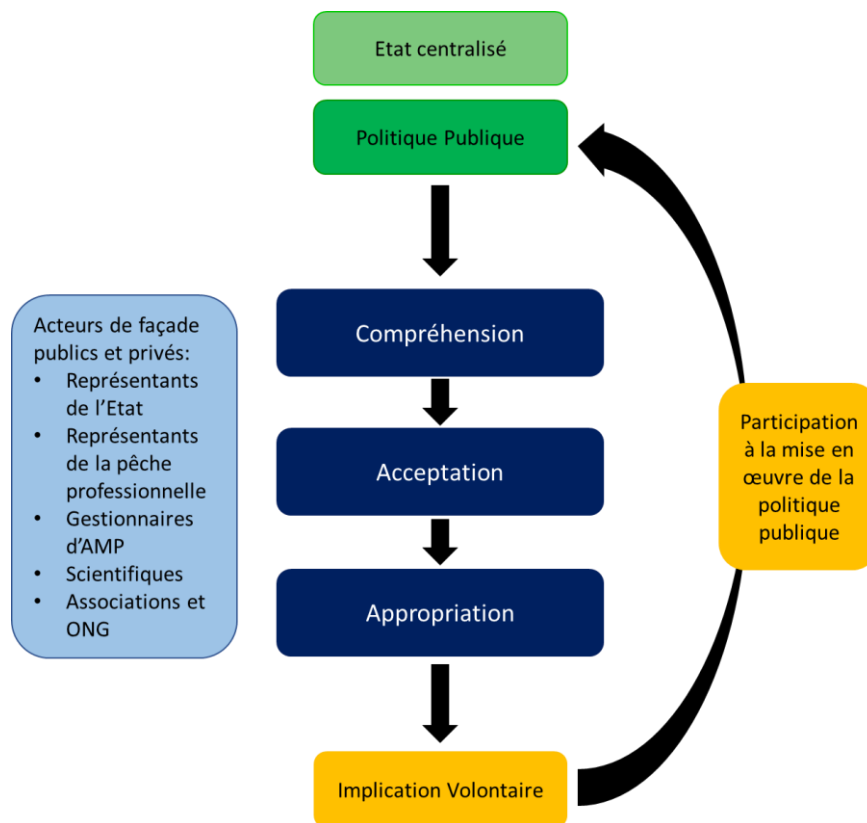 Etat centralisé
Politique Publique
Compréhension
Acceptation
Appropriation
Implication Volontaire
Acteurs de façade
publics et privés:
• Représentants
de l'Etat
• Représentants
de la pêche
professionnelle
• Gestionnaires
d'AMP
• Scientifiques
• Associations et
ONG
Participation
à la mise en
œuvre de la
politique
publique